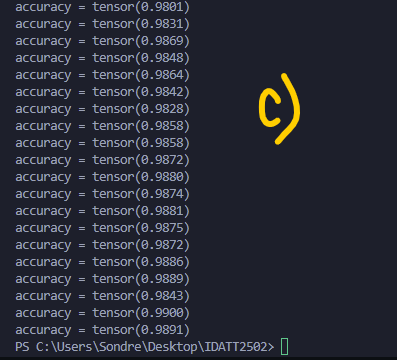 accuracy = tensor(0.9801)
accuracy = tensor(0.9831)
accuracy = tensor(0.9869)
accuracy = tensor(0.9848)
accuracy = tensor(0.9864)
accuracy = tensor(0.9842)
accuracy = tensor(0.9828)
accuracy = tensor(0.9858)
accuracy = tensor(0.9858)
accuracy = tensor(0.9872)
accuracy = tensor(0.9880)
accuracy = tensor(0.9874)
accuracy = tensor(0.9881)
accuracy = tensor(0.9875)
accuracy = tensor(0.9872)
accuracy = tensor(0.9886)
accuracy = tensor(0.9889)
accuracy = tensor(0.9843)
accuracy = tensor(0.9900)
accuracy = tensor(0.9891)
PS C:\Users\Sondre\Desktop\IDATT2502>
c)